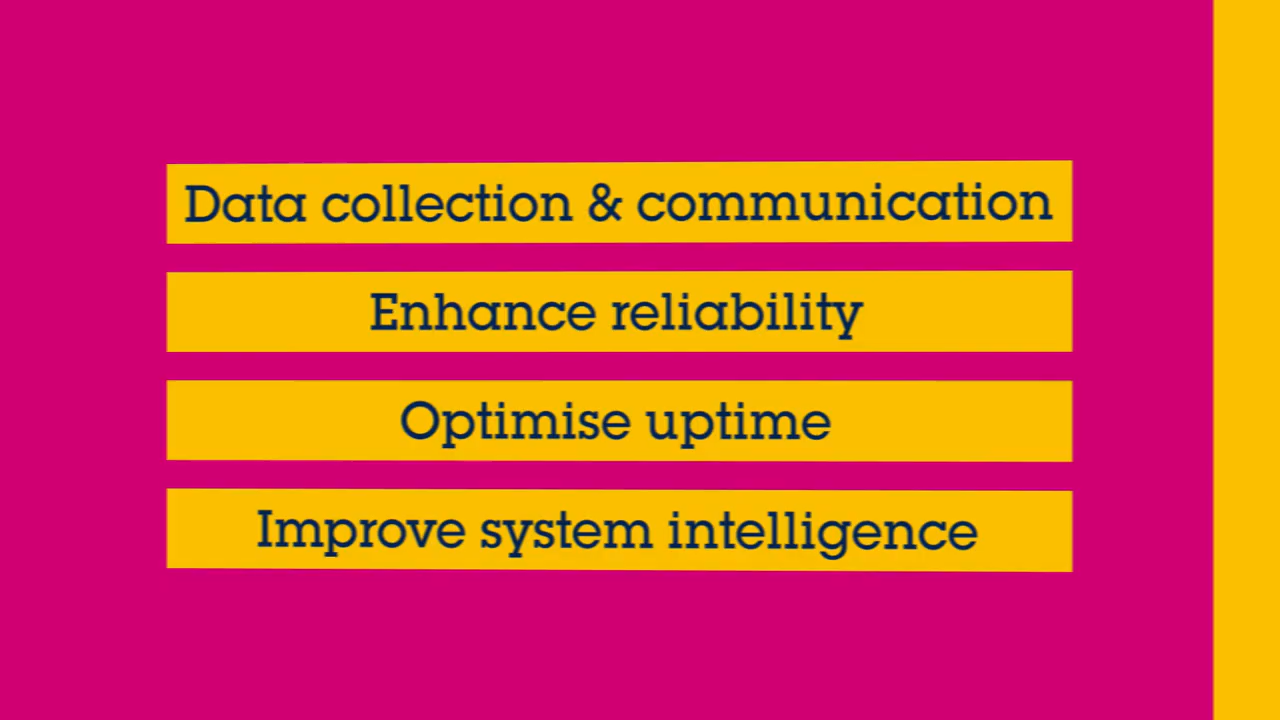 Data collection & communication
Enhance reliability
Optimise uptime
Improve system intelligence